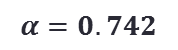 α = 0.742